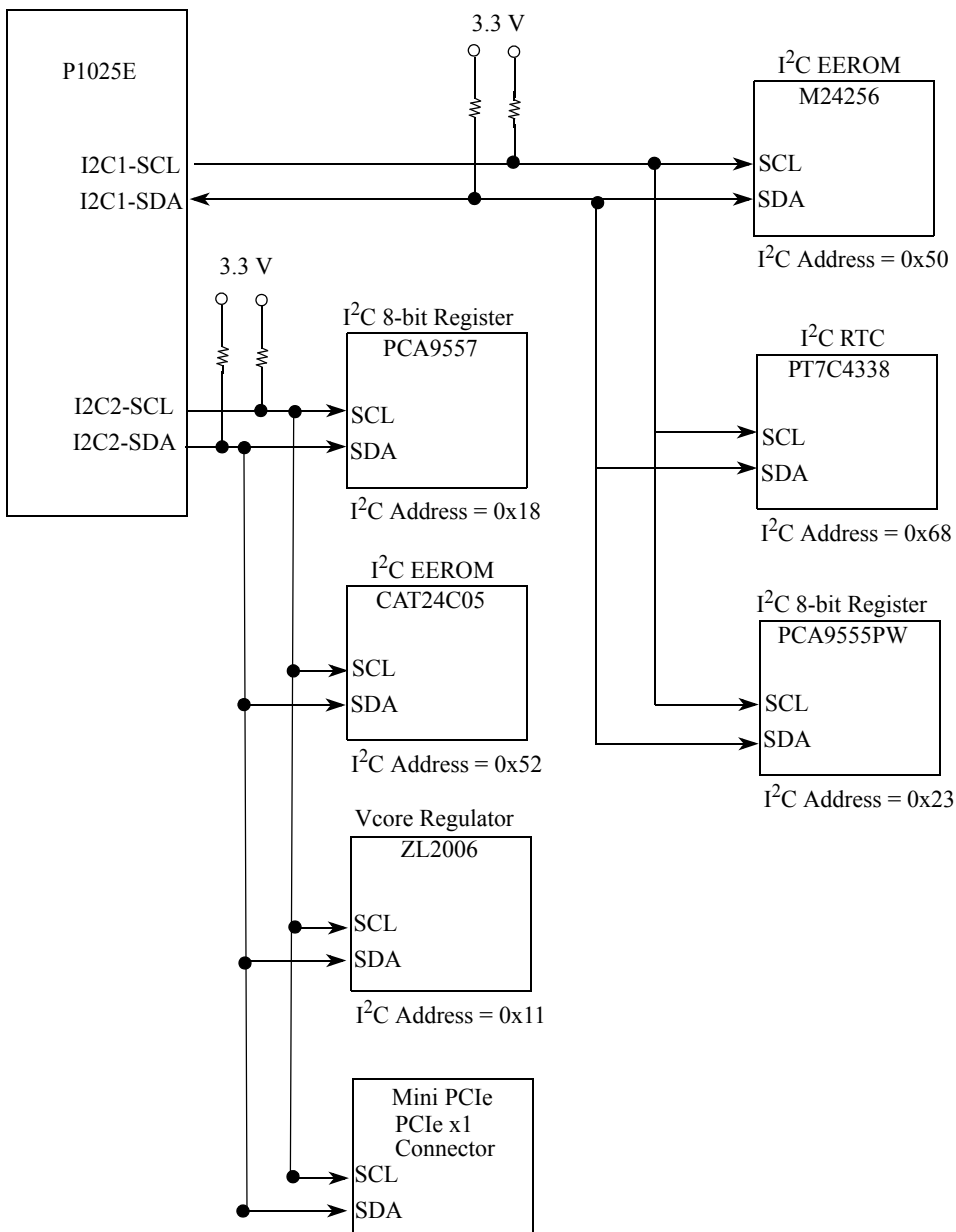 P1025E
I2C1-SCL
I2C1-SDA
I2C2-SCL
I2C2-SDA
3.3 V
3.3 V
I²C EEROM
M24256
SCL
SDA
I²C Address = 0x50
I²C RTC
PT7C4338
SCL
SDA
I²C Address = 0x68
I²C 8-bit Register
PCA9555PW
SCL
SDA
I²C Address = 0x23
I²C 8-bit Register
PCA9557
SCL
SDA
I²C Address = 0x18
I²C EEROM
CAT24C05
SCL
SDA
I²C Address = 0x52
Vcore Regulator
ZL2006
SCL
SDA
I²C Address = 0x11
Mini PCIe
PCIe x1
Connector
SCL
SDA